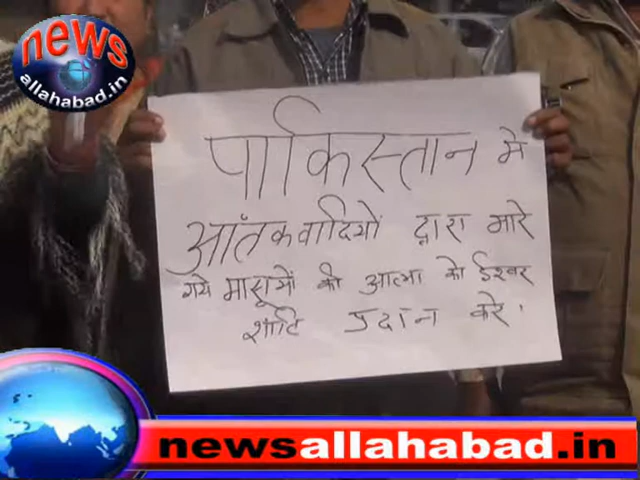 news
allahabad.in
पाकिस्तान मे
आँतकवादियों द्वारा मारे
गये मासूमों की आत्मा को ईश्वर
शांति प्रदान करे।
newsallahabad.in